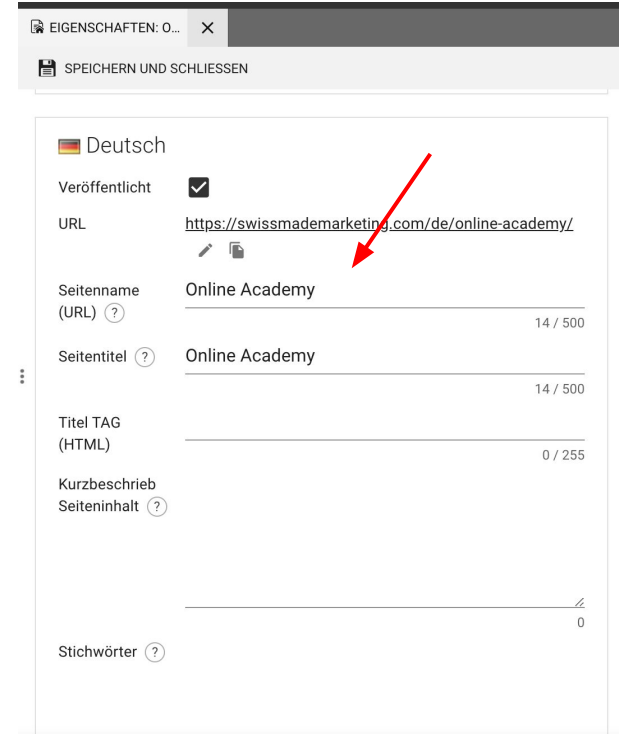 EIGENSCHAFTEN: O...
SPEICHERN UND SCHLIESSEN
Deutsch
Veröffentlicht
URL
https://swissmademarketing.com/de/online-academy/
Seitenname
(URL) ?
Online Academy
14 / 500
Seitentitel ?
Online Academy
14 / 500
Titel TAG
(HTML)
0 / 255
Kurzbeschrieb
Seiteninhalt ?
0
Stichwörter ?